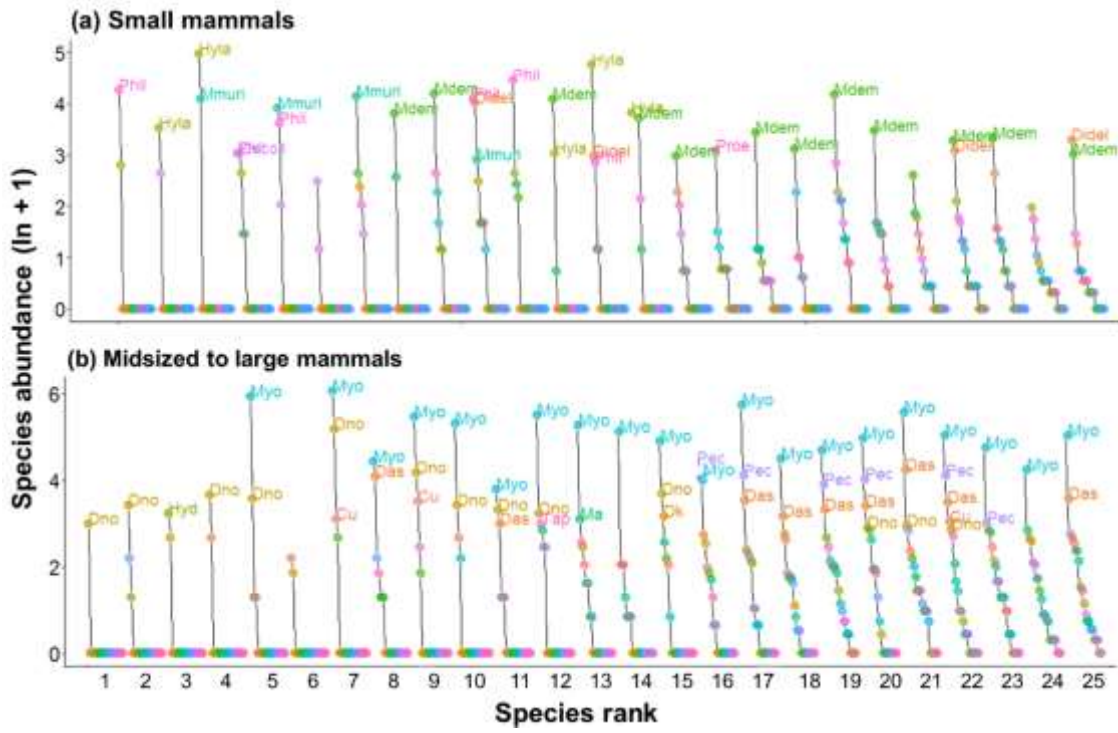 (a) Small mammals
5
4
3
2
1
0
Phil
Hyla
Hyla
Mmuri
Mmuri
Phil
Mmuri
Mdem
Mdem
Mmuri
Phil
Mdem
Hyla
Hyla
Didel
Phil
Hyla
Mdem
Mdem
Proe
Mdem
Mdem
Mdem
Mdem
Mdem
Didel
Mdem
Didel
Mdem
Species abundance (ln + 1)
(b) Midsized to large mammals
6
4
2
0
Dno
Dno
Hyd
Dno
Myo
Dno
Myo
Dno
Cu
Myo
Das
Myo
Dno
Cu
Myo
Dno
Myo
Dno
Das
Myo
Dno
Tap
Myo
Ma
Myo
Myo
Dno
Pec
Myo
Myo
Pec
Das
Myo
Das
Myo
Pec
Das
Myo
Pec
Das
Dno
Myo
Das
Dno
Myo
Pec
Das
Cu
Dno
Myo
Pec
Myo
Myo
Das
1 2 3 4 5 6 7 8 9 10 11 12 13 14 15 16 17 18 19 20 21 22 23 24 25
Species rank